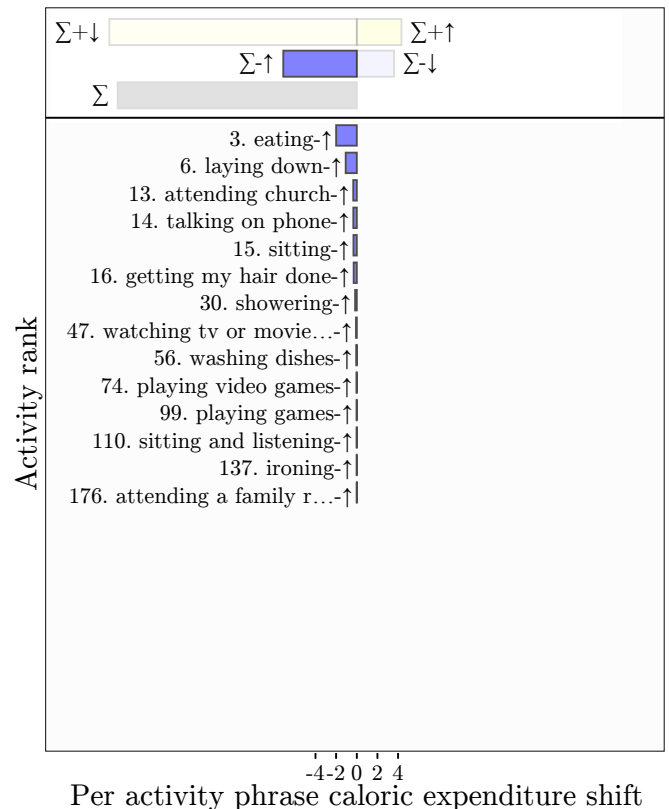 ∑+↓ ∑+↑
∑-↑ ∑-↓
∑
3. eating-↑
6. laying down-↑
13. attending church-↑
14. talking on phone-↑
15. sitting-↑
16. getting my hair done-↑
30. showering-↑
47. watching tv or movie...-↑
56. washing dishes-↑
74. playing video games-↑
99. playing games-↑
110. sitting and listening-↑
137. ironing-↑
176. attending a family r...-↑
Activity rank
-4 -2 0 2 4
Per activity phrase caloric expenditure shift